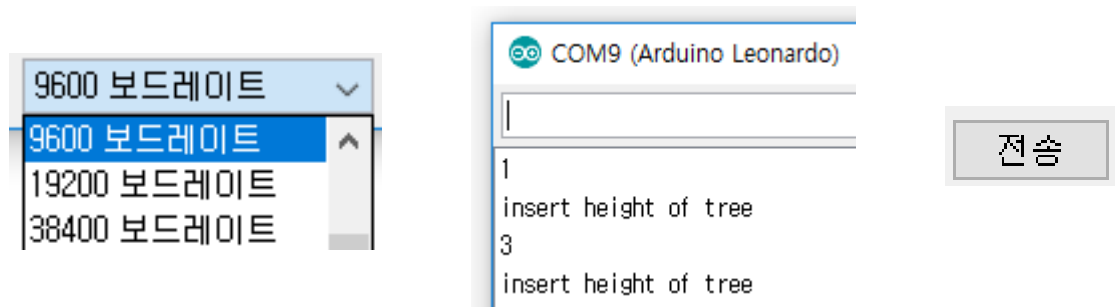 9600 보드레이트
9600 보드레이트
19200 보드레이트
38400 보드레이트
COM9 (Arduino Leonardo)
1
insert height of tree
3
insert height of tree
전송